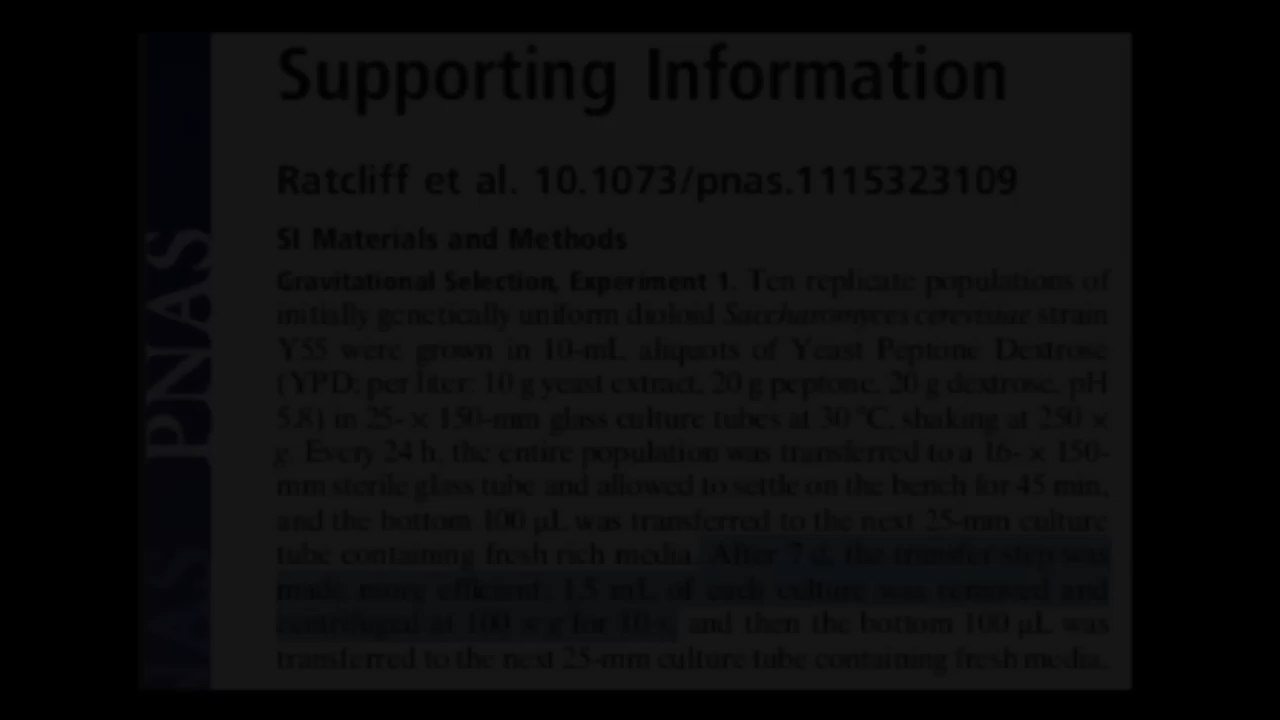 Supporting Information
Ratcliff et al. 10.1073/pnas.1115323109
SI Materials and Methods
Gravitational Selection, Experiment 1. Ten replicate populations of
initially genetically uniform diploid Saccharomyces cerevisiae strain
Y55 were grown in 10-mL aliquots of Yeast Peptone Dextrose
(YPD; per liter: 10 g yeast extract, 20 g peptone, 20 g dextrose, pH
5.8) in 25- × 150-mm glass culture tubes at 30 °C, shaking at 250 ×
g. Every 24 h, the entire population was transferred to a 16- × 150-
mm sterile glass tube and allowed to settle on the bench for 45 min,
and the bottom 100 μL was transferred to the next 25-mm culture
tube containing fresh rich media. After 7 d, the transfer step was
made more efficient: 1.5 mL of each culture was removed and
centrifuged at 100 × g for 10 s, and then the bottom 100 μL was
transferred to the next 25-mm culture tube containing fresh media.
PNAS